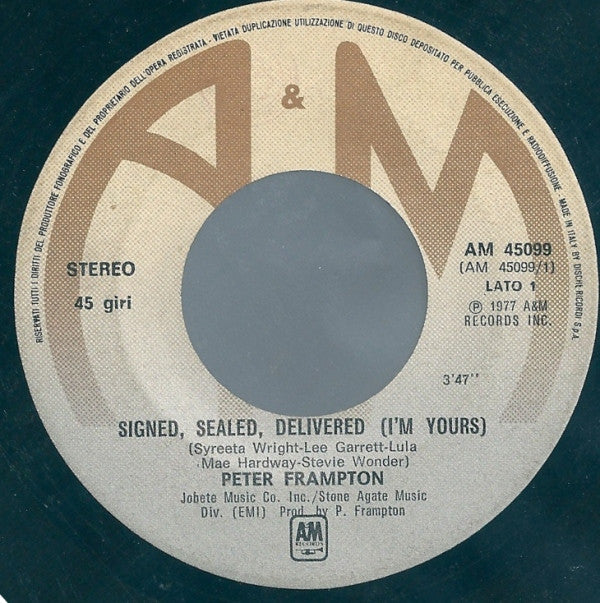 RISERVATI TUTTI I DIRITTI DEL PRODUTTORE FONOGRAFICO E DEL PROPRIETARIO DELL'OPERA REGISTRATA - VIETATA DUPLICAZIONE UTILIZZAZIONE DI QUESTO DISCO DEPOSITATO PER PUBBLICA ESECUZIONE E RADIODIFFUSIONE - MADE IN ITALY BY DISCHI RICORDI S.p.A.
A & M
STEREO
45 giri
AM 45099
(AM 45099/1)
LATO 1
Ⓟ 1977 A&M
RECORDS INC.
3'47''
SIGNED, SEALED, DELIVERED (I'M YOURS)
(Syreeta Wright-Lee Garrett-Lula
Mae Hardway-Stevie Wonder)
PETER FRAMPTON
Jobete Music Co. Inc./Stone Agate Music
Div. (EMI) Prod. by P. Frampton
AM
RECORDS